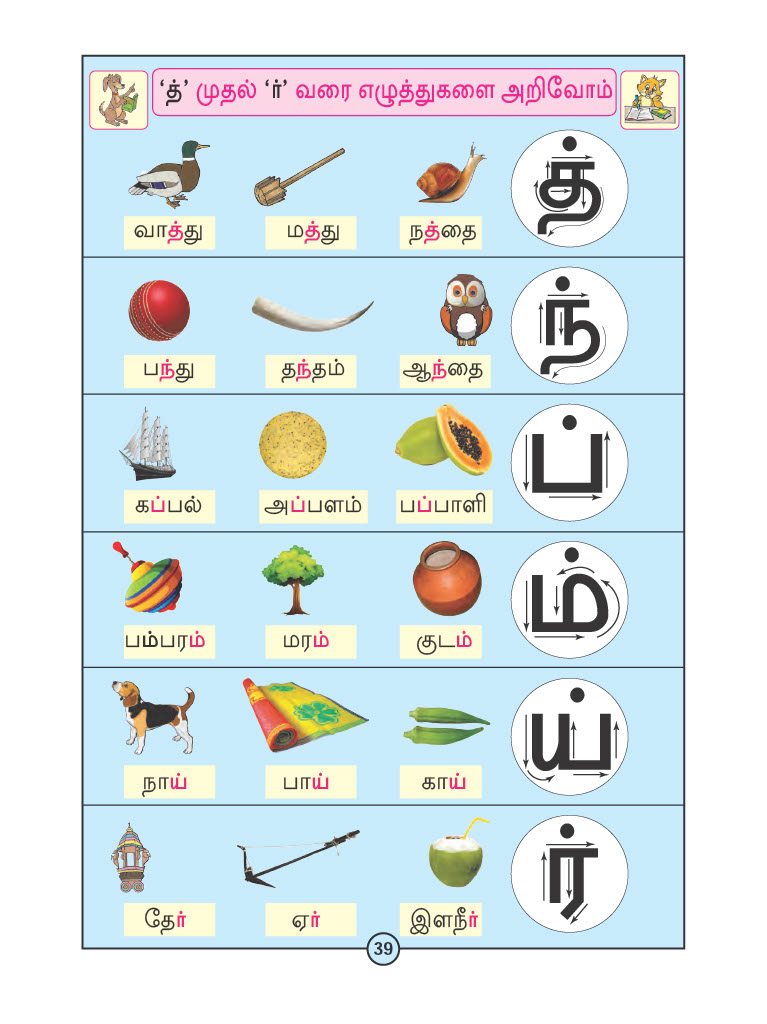 ‘த்’ முதல் ‘ர்’ வரை எழுத்துகளை அறிவோம்
வாத்து மத்து நத்தை த்
பந்து தந்தம் ஆந்தை ந்
கப்பல் அப்பளம் பப்பாளி ப்
பம்பரம் மரம் குடம் ம்
நாய் பாய் காய் ய்
தேர் ஏர் இளநீர் ர்
39